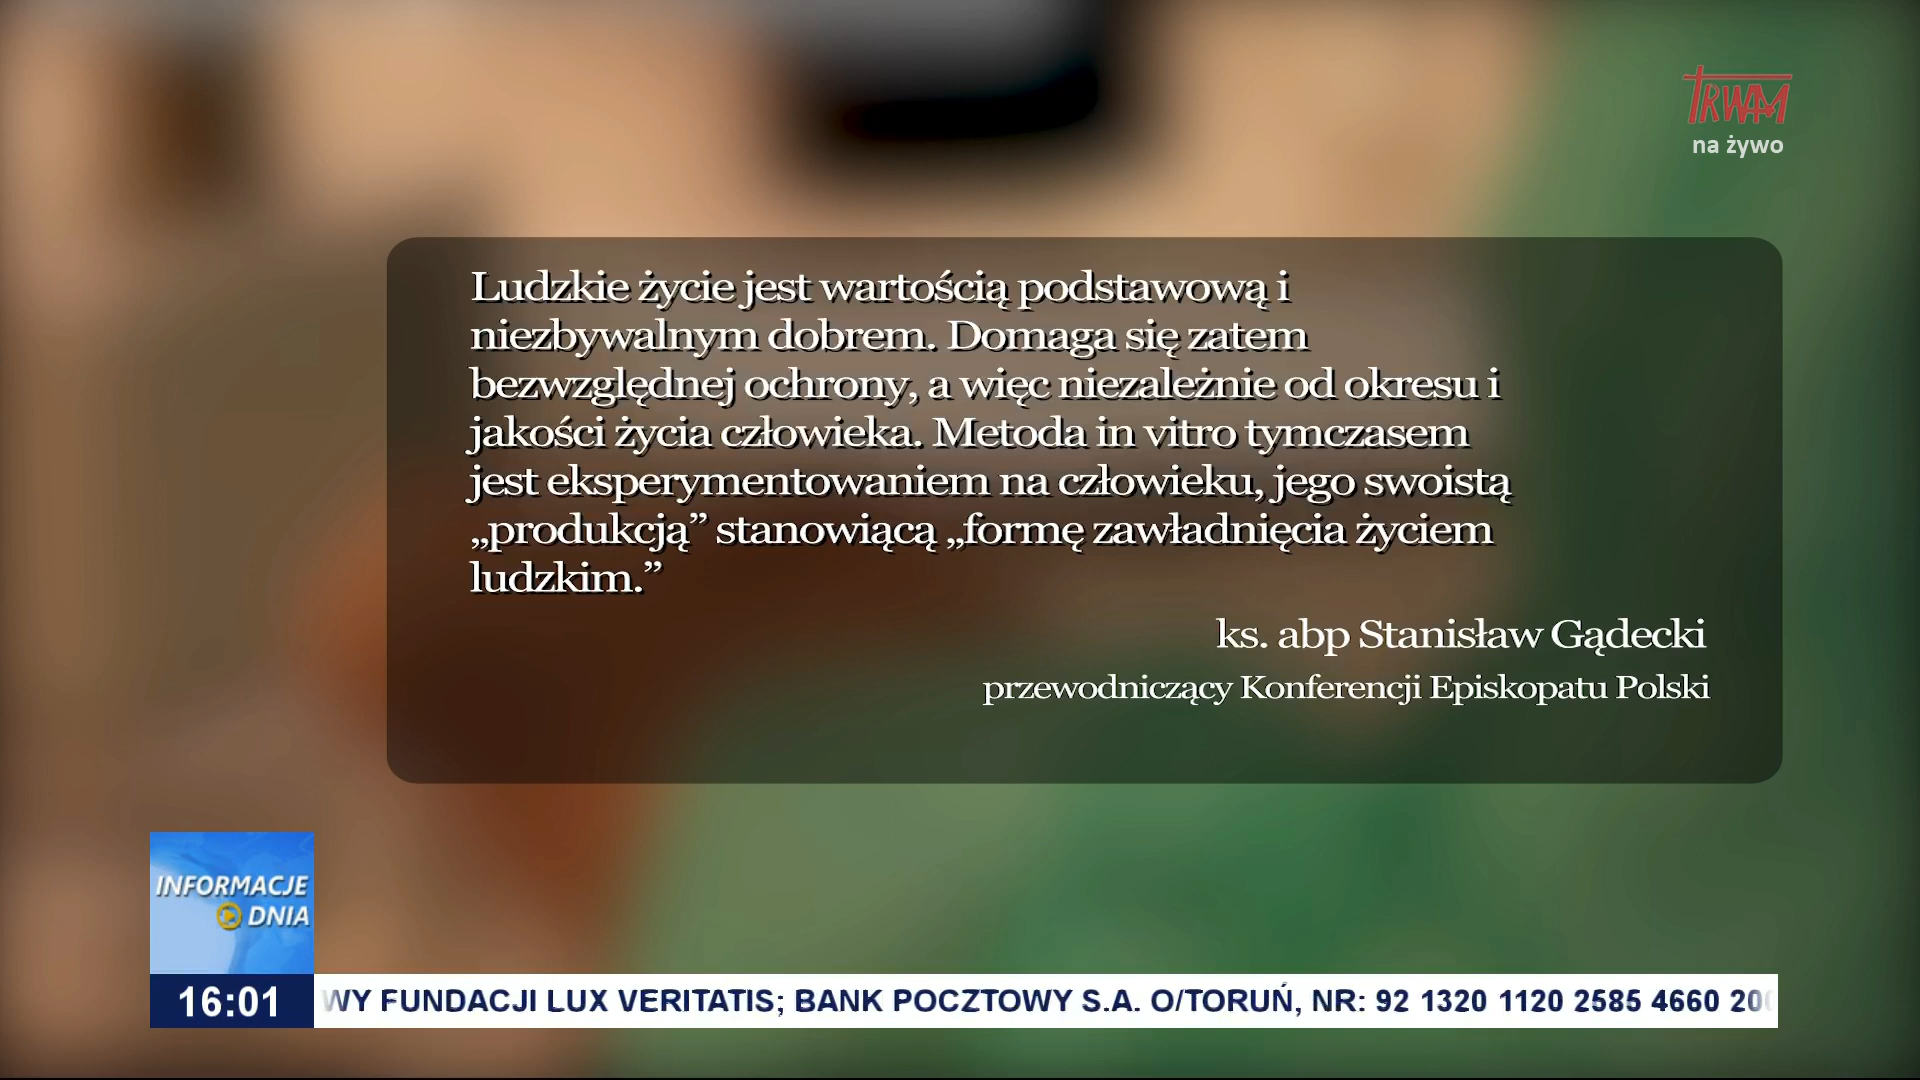 TRWAM
na żywo
Ludzkie życie jest wartością podstawową i
niezbywalnym dobrem. Domaga się zatem
bezwzględnej ochrony, a więc niezależnie od okresu i
jakości życia człowieka. Metoda in vitro tymczasem
jest eksperymentowaniem na człowieku, jego swoistą
„produkcją” stanowiącą „formę zawładnięcia życiem
ludzkim.”
ks. abp Stanisław Gądecki
przewodniczący Konferencji Episkopatu Polski
INFORMACJE
DNIA
16:01 WY FUNDACJI LUX VERITATIS; BANK POCZTOWY S.A. O/TORUŃ, NR: 92 1320 1120 2585 4660 20